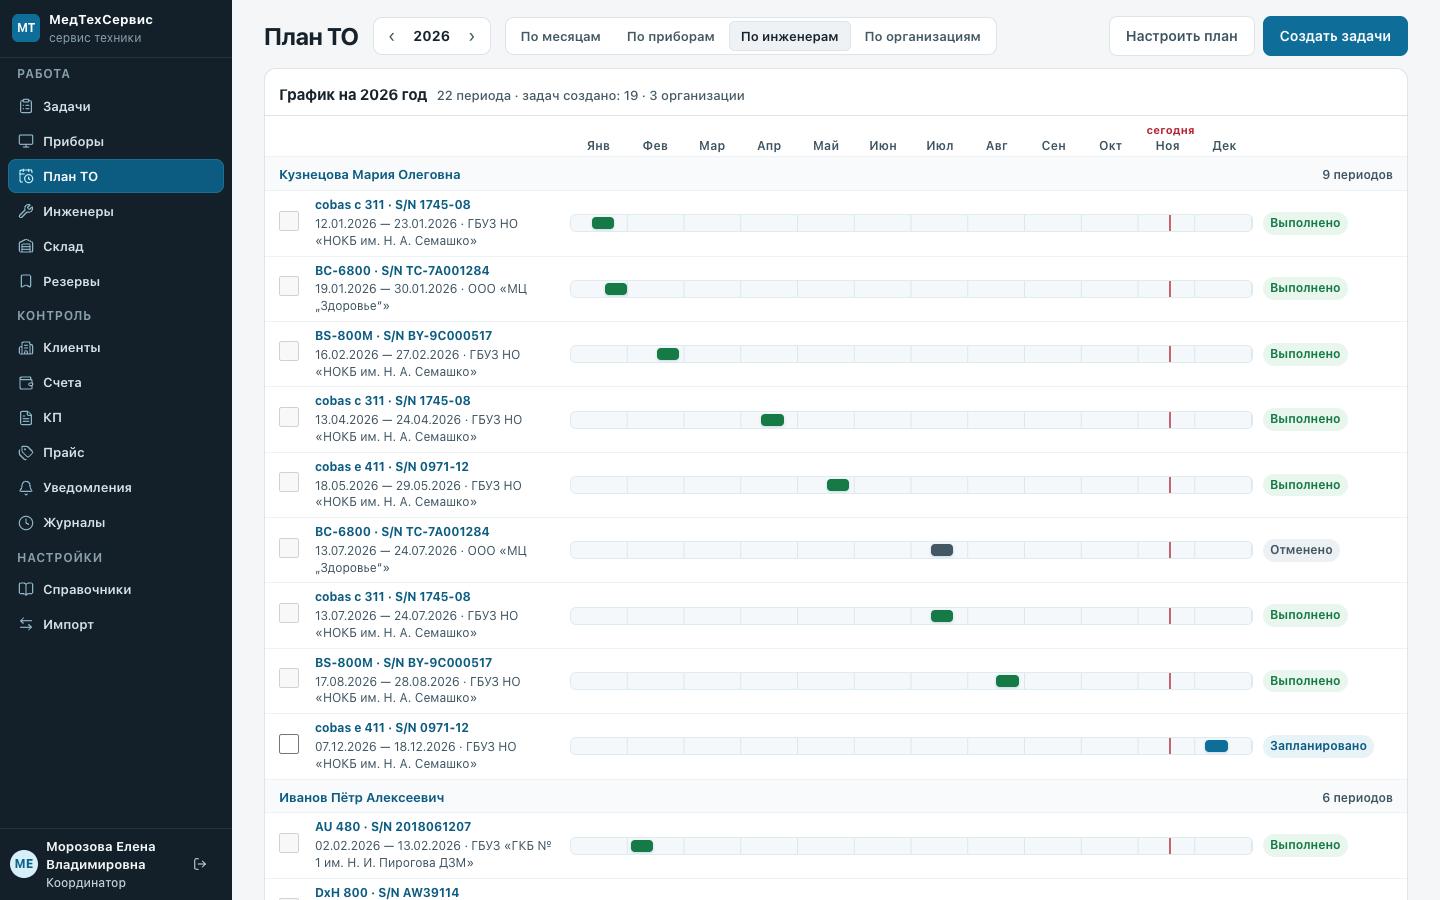 МТ
МедТехСервис
сервис техники
РАБОТА
Задачи
Приборы
План ТО
Инженеры
Склад
Резервы
КОНТРОЛЬ
Клиенты
Счета
КП
Прайс
Уведомления
Журналы
НАСТРОЙКИ
Справочники
Импорт
МЕ
Морозова Елена
Владимировна
Координатор
План ТО
‹ 2026 ›
По месяцам По приборам По инженерам По организациям
Настроить план
Создать задачи
График на 2026 год 22 периода · задач создано: 19 · 3 организации
сегодня
Янв Фев Мар Апр Май Июн Июл Авг Сен Окт Ноя Дек
Кузнецова Мария Олеговна 9 периодов
cobas c 311 · S/N 1745-08
12.01.2026 — 23.01.2026 · ГБУЗ НО
«НОКБ им. Н. А. Семашко»
Выполнено
BC-6800 · S/N TC-7A001284
19.01.2026 — 30.01.2026 · ООО «МЦ
„Здоровье“»
Выполнено
BS-800M · S/N BY-9C000517
16.02.2026 — 27.02.2026 · ГБУЗ НО
«НОКБ им. Н. А. Семашко»
Выполнено
cobas c 311 · S/N 1745-08
13.04.2026 — 24.04.2026 · ГБУЗ НО
«НОКБ им. Н. А. Семашко»
Выполнено
cobas e 411 · S/N 0971-12
18.05.2026 — 29.05.2026 · ГБУЗ НО
«НОКБ им. Н. А. Семашко»
Выполнено
BC-6800 · S/N TC-7A001284
13.07.2026 — 24.07.2026 · ООО «МЦ
„Здоровье“»
Отменено
cobas c 311 · S/N 1745-08
13.07.2026 — 24.07.2026 · ГБУЗ НО
«НОКБ им. Н. А. Семашко»
Выполнено
BS-800M · S/N BY-9C000517
17.08.2026 — 28.08.2026 · ГБУЗ НО
«НОКБ им. Н. А. Семашко»
Выполнено
cobas e 411 · S/N 0971-12
07.12.2026 — 18.12.2026 · ГБУЗ НО
«НОКБ им. Н. А. Семашко»
Запланировано
Иванов Пётр Алексеевич 6 периодов
AU 480 · S/N 2018061207
02.02.2026 — 13.02.2026 · ГБУЗ «ГКБ №
1 им. Н. И. Пирогова ДЗМ»
Выполнено
DxH 800 · S/N AW39114